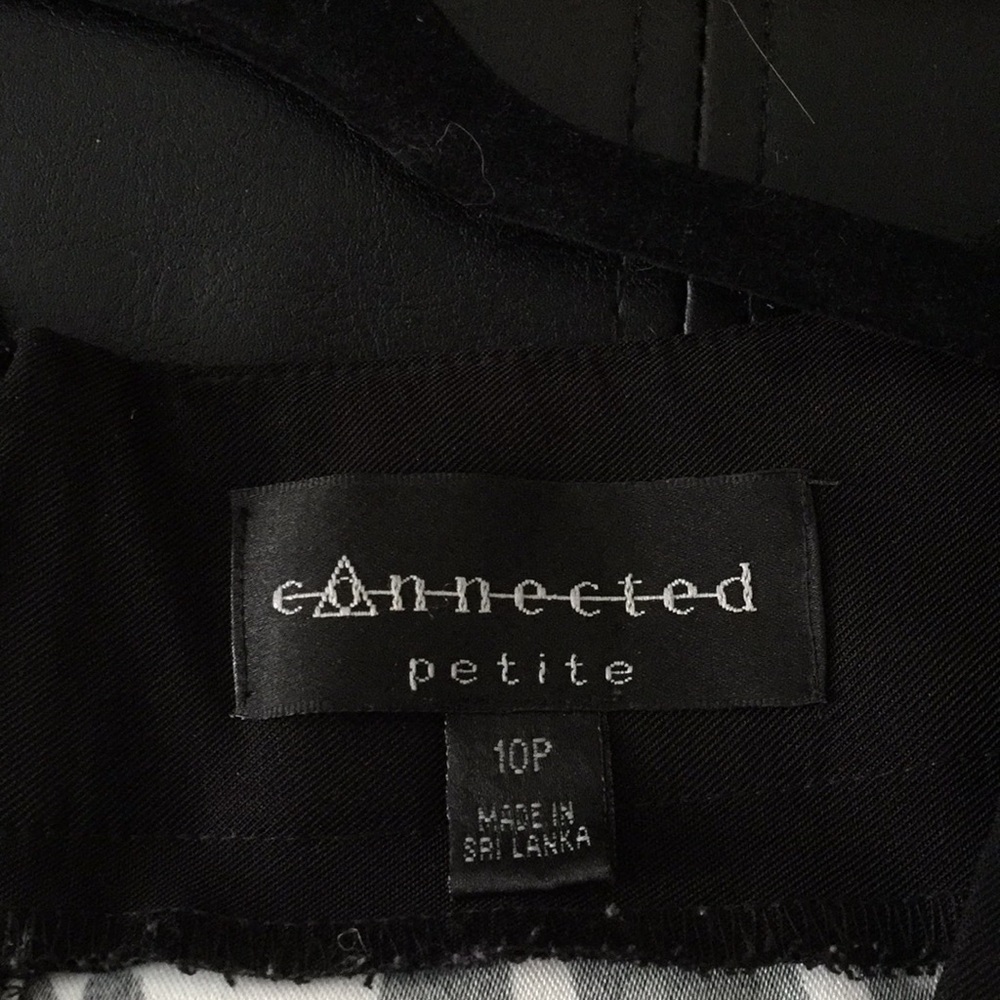 connected
petite
10P
MADE IN
SRI LANKA